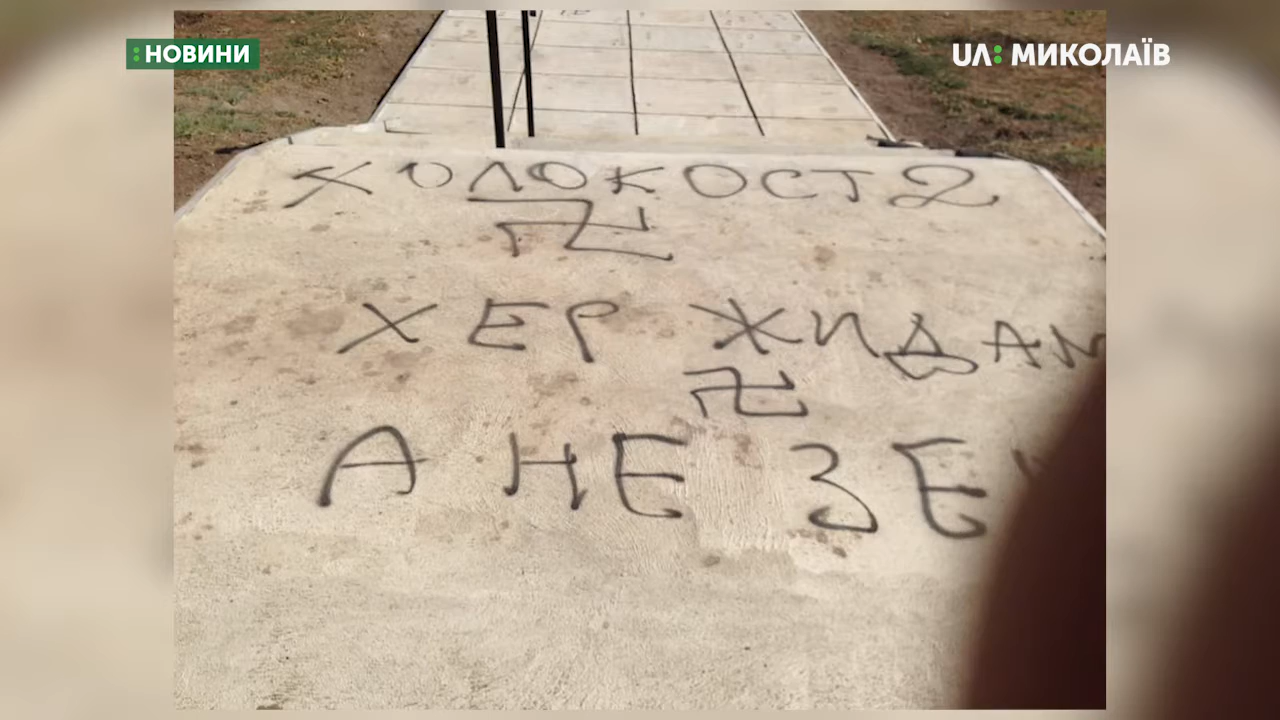 НОВИНИ
UA: МИКОЛАЇВ
ХОЛОКОСТ 2
ХЕР ЖИДАМ
А НЕ